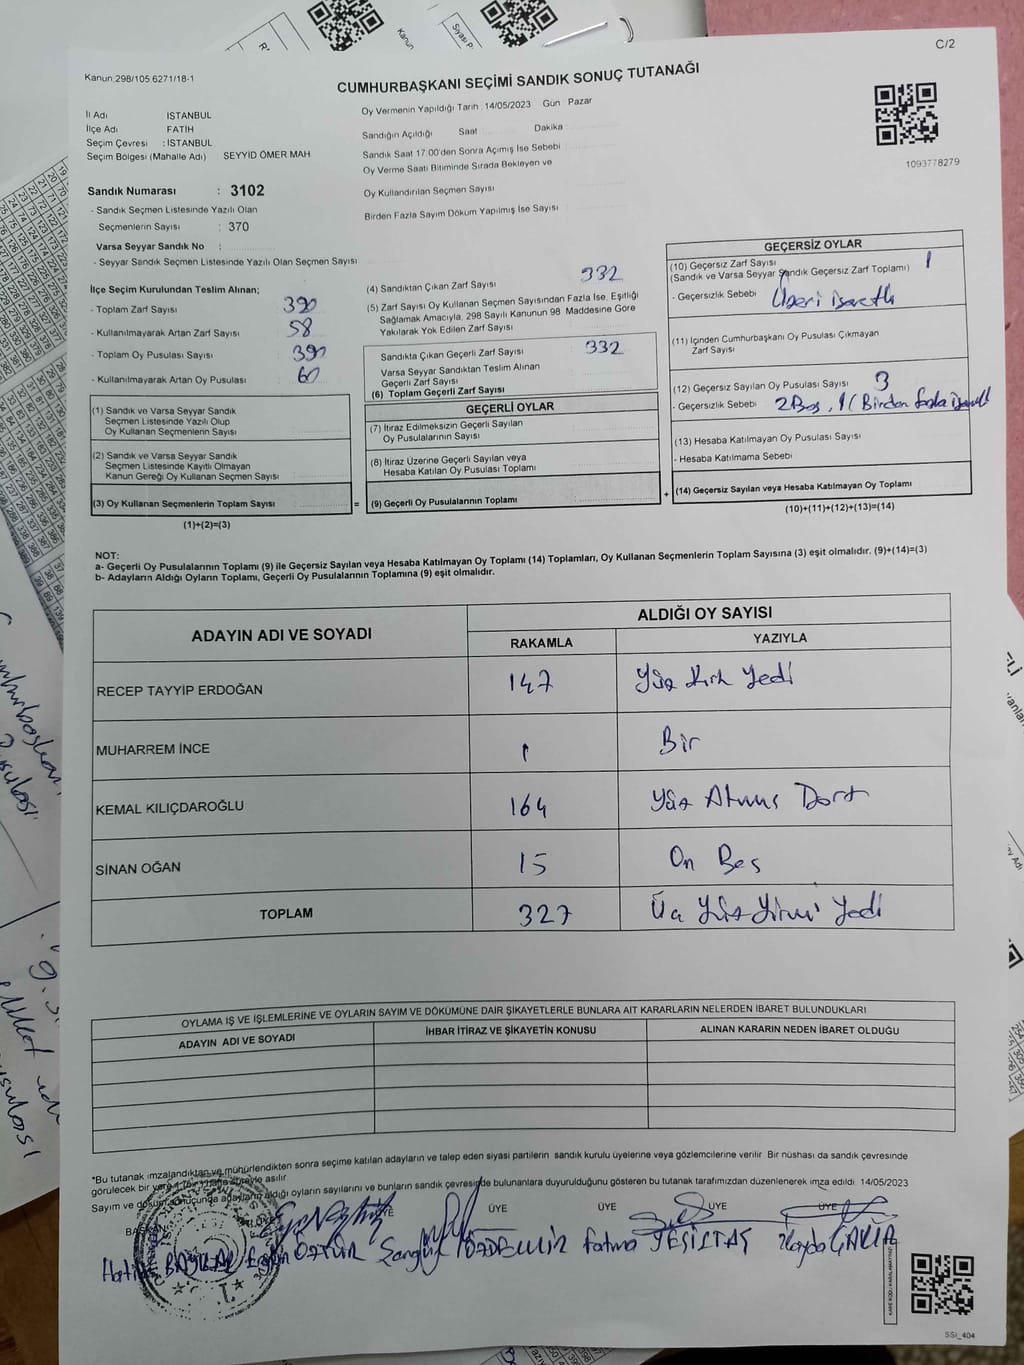 C/2
Kanun:298/105.6271/18-1
CUMHURBAŞKANI SEÇİMİ SANDIK SONUÇ TUTANAĞI
İl Adı ISTANBUL
İlçe Adı FATİH
Seçim Çevresi : İSTANBUL
Seçim Bölgesi (Mahalle Adı) SEYYİD ÖMER MAH
Oy Vermenin Yapıldığı Tarih : 14/05/2023 Gün Pazar
Sandığın Açıldığı Saat Dakika
Sandık Saat 17:00'den Sonra Açımış İse Sebebi
Oy Verme Saati Bitiminde Sırada Bekleyen ve
Oy Kullandırılan Seçmen Sayısı
Birden Fazla Sayım Döküm Yapılmış İse Sayısı
1093778279
Sandık Numarası : 3102
- Sandık Seçmen Listesinde Yazılı Olan
Seçmenlerin Sayısı : 370
Varsa Seyyar Sandık No :
- Seyyar Sandık Seçmen Listesinde Yazılı Olan Seçmen Sayısı
İlçe Seçim Kurulundan Teslim Alınan;
- Toplam Zarf Sayısı 390
- Kullanılmayarak Artan Zarf Sayısı 58
- Toplam Oy Pusulası Sayısı 390
- Kullanılmayarak Artan Oy Pusulası 60
(4) Sandıktan Çıkan Zarf Sayısı 332
(5) Zarf Sayısı Oy Kullanan Seçmen Sayısından Fazla İse, Eşitliği
Sağlamak Amacıyla, 298 Sayılı Kanunun 98 Maddesine Göre
Yakılarak Yok Edilen Zarf Sayısı
Sandıkta Çıkan Geçerli Zarf Sayısı 332
Varsa Seyyar Sandıktan Teslim Alınan
Geçerli Zarf Sayısı
(6) Toplam Geçerli Zarf Sayısı
GEÇERSİZ OYLAR
(10) Geçersiz Zarf Sayısı 1
(Sandık ve Varsa Seyyar Sandık Geçersiz Zarf Toplamı)
- Geçersizlik Sebebi Üzeri işaretli
(11) İçinden Cumhurbaşkanı Oy Pusulası Çıkmayan
Zarf Sayısı
(12) Geçersiz Sayılan Oy Pusulası Sayısı 3
- Geçersizlik Sebebi 2 Boş, 1 ( Birden fazla
(13) Hesaba Katılmayan Oy Pusulası Sayısı
- Hesaba Katılmama Sebebi
(14) Geçersiz Sayılan veya Hesaba Katılmayan Oy Toplamı
(10)+(11)+(12)+(13)=(14)
(1) Sandık ve Varsa Seyyar Sandık
Seçmen Listesinde Yazılı Olup
Oy Kullanan Seçmenlerin Sayısı
(2) Sandık ve Varsa Seyyar Sandık
Seçmen Listesinde Kayıtlı Olmayan
Kanun Gereği Oy Kullanan Seçmen Sayısı
(3) Oy Kullanan Seçmenlerin Toplam Sayısı
(1)+(2)=(3)
=
GEÇERLİ OYLAR
(7) İtiraz Edilmeksizin Geçerli Sayılan
Oy Pusulalarının Sayısı
(8) İtiraz Üzerine Geçerli Sayılan veya
Hesaba Katılan Oy Pusulası Toplamı
(9) Geçerli Oy Pusulalarının Toplamı
+
NOT:
a- Geçerli Oy Pusulalarının Toplamı (9) ile Geçersiz Sayılan veya Hesaba Katılmayan Oy Toplamı (14) Toplamları, Oy Kullanan Seçmenlerin Toplam Sayısına (3) eşit olmalıdır. (9)+(14)=(3)
b- Adayların Aldığı Oyların Toplamı, Geçerli Oy Pusulalarının Toplamına (9) eşit olmalıdır.
ADAYIN ADI VE SOYADI ALDIĞI OY SAYISI
RAKAMLA YAZIYLA
RECEP TAYYİP ERDOĞAN 147 Yüz Kırk Yedi
MUHARREM İNCE 1 Bir
KEMAL KILIÇDAROĞLU 164 Yüz Atmış Dört
SİNAN OĞAN 15 On Beş
TOPLAM 327 Üç Yüz Yirmi Yedi
OYLAMA İŞ VE İŞLEMLERİNE VE OYLARIN SAYIM VE DÖKÜMÜNE DAİR ŞİKAYETLERLE BUNLARA AİT KARARLARIN NELERDEN İBARET BULUNDUKLARI
ADAYIN ADI VE SOYADI İHBAR İTİRAZ VE ŞİKAYETİN KONUSU ALINAN KARARIN NEDEN İBARET OLDUĞU
*Bu tutanak imzalandıktan ve mühürlendikten sonra seçime katılan adayların ve talep eden siyasi partilerin sandık kurulu üyelerine veya gözlemcilerine verilir. Bir nüshası da sandık çevresinde
görülecek bir yere asılır
Sayım ve döküm sonucunda adayların aldığı oyların sayılarını ve bunların sandık çevresinde bulunanlara duyurulduğunu gösteren bu tutanak tarafımızdan düzenlenerek imza edildi. 14/05/2023
ÜYE ÜYE ÜYE ÜYE ÜYE
ÖZDEMİR Fatma YEŞİLTAŞ İlayda ÇAKIR
SSİ_404